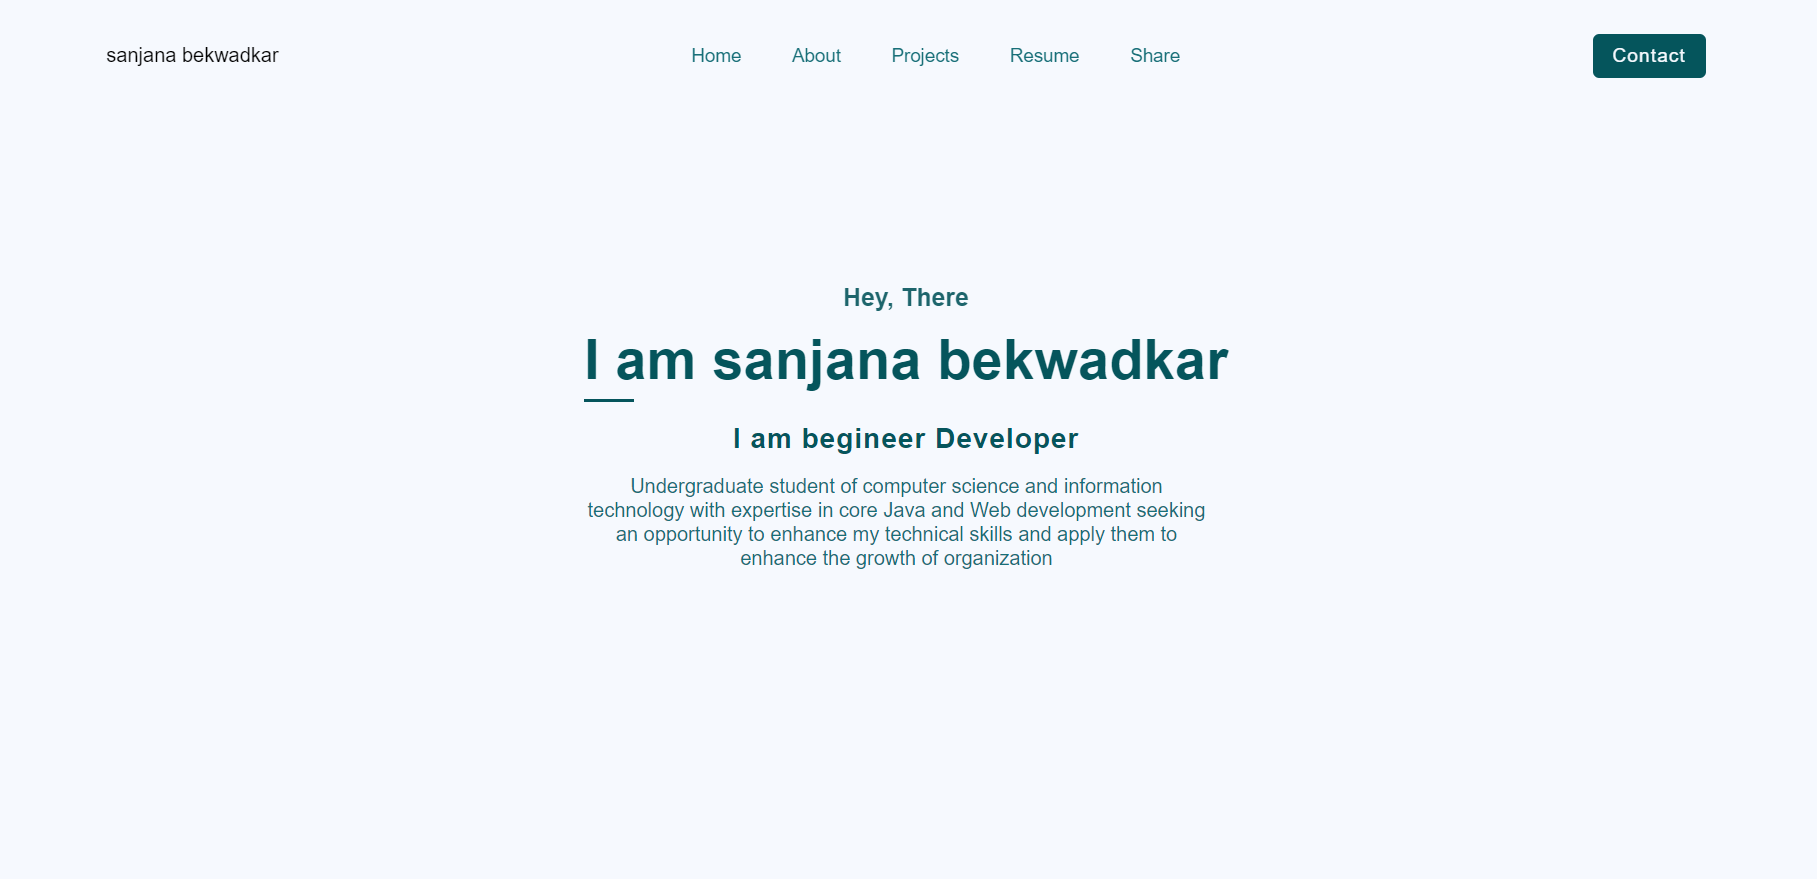 sanjana bekwadkar
Home About Projects Resume Share
Contact
Hey, There
I am sanjana bekwadkar
I am begineer Developer
Undergraduate student of computer science and information
technology with expertise in core Java and Web development seeking
an opportunity to enhance my technical skills and apply them to
enhance the growth of organization